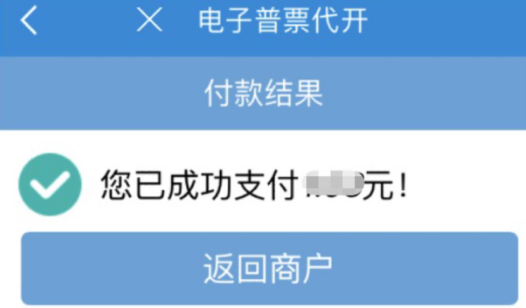 电子普票代开
付款结果
您已成功支付元！
返回商户